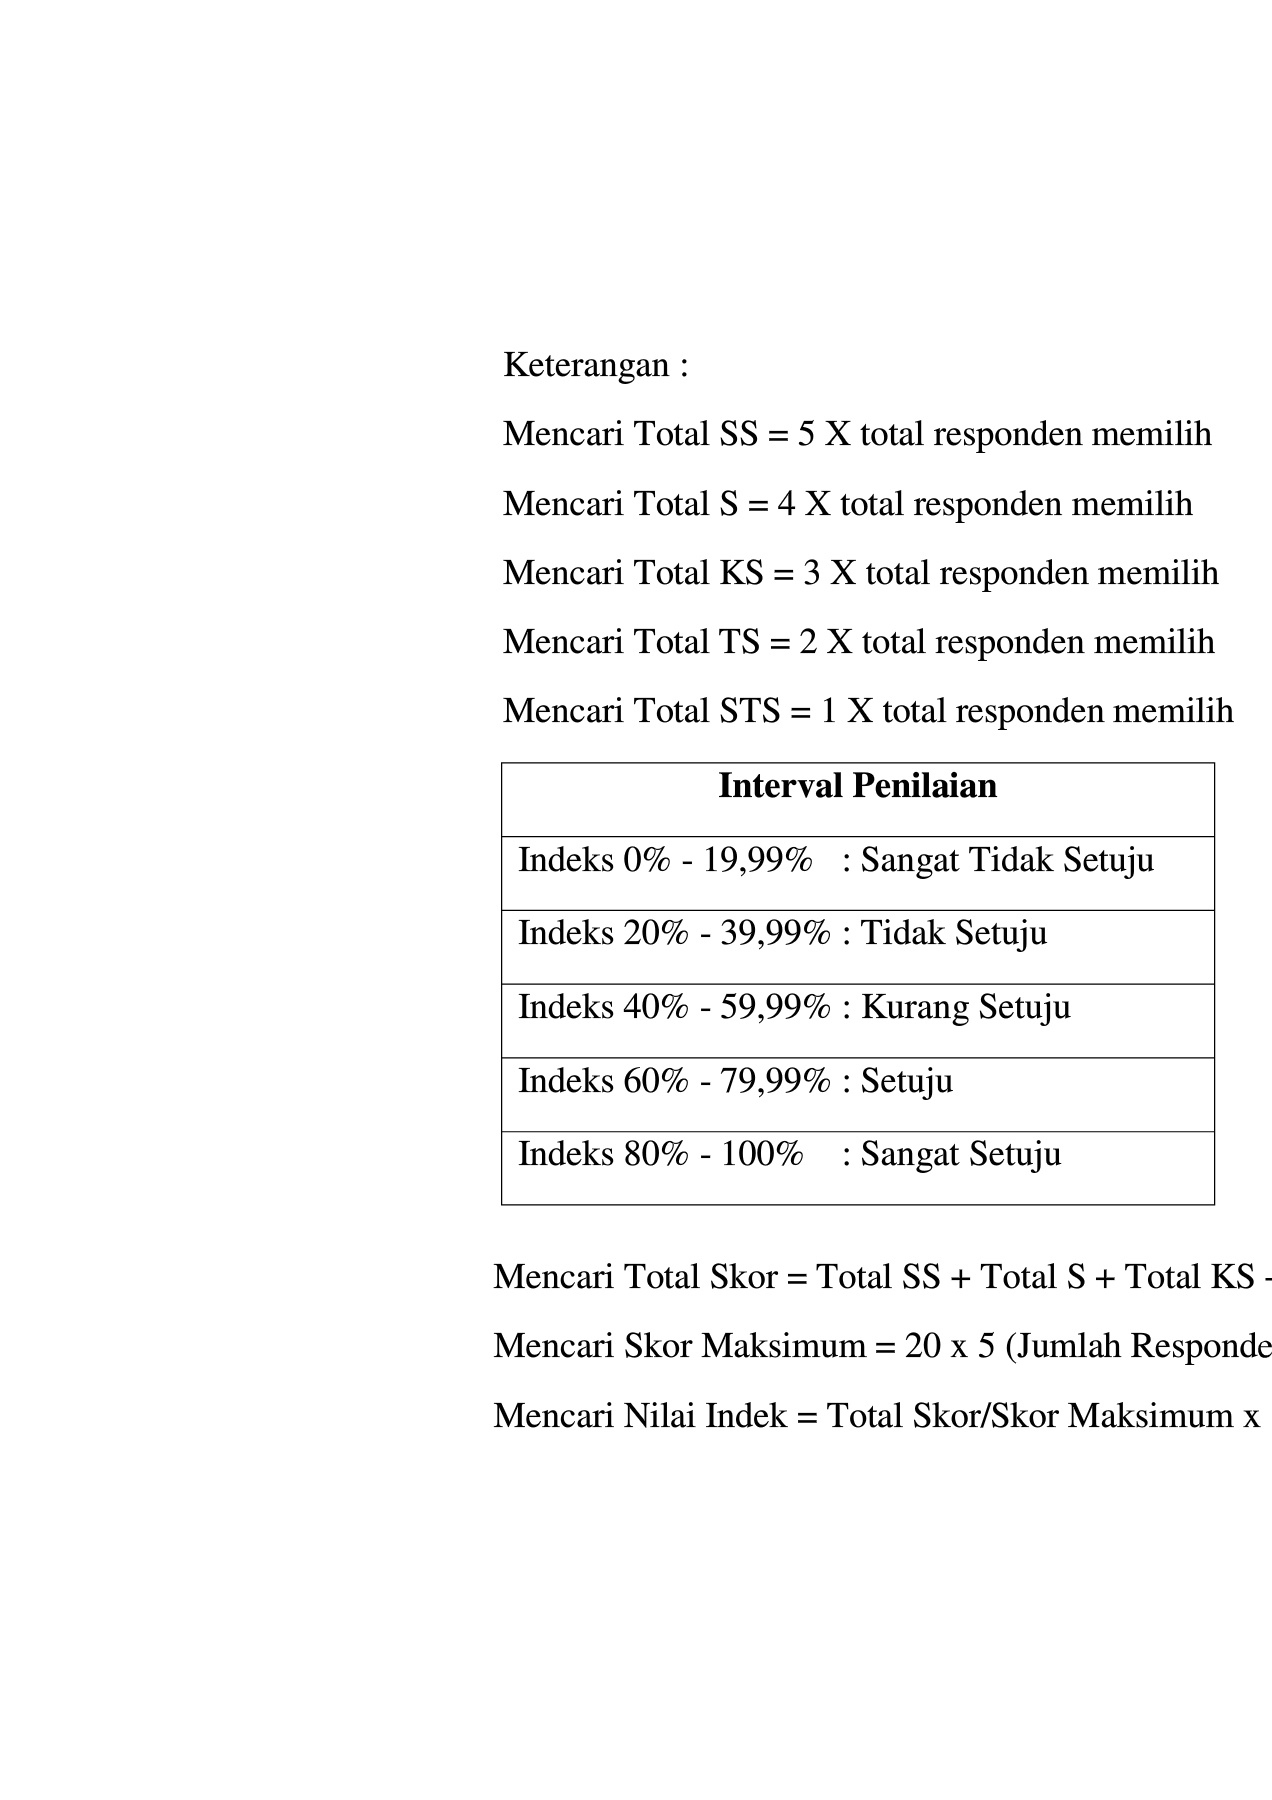 Keterangan :
Mencari Total SS = 5 X total responden memilih
Mencari Total S = 4 X total responden memilih
Mencari Total KS = 3 X total responden memilih
Mencari Total TS = 2 X total responden memilih
Mencari Total STS = 1 X total responden memilih
Interval Penilaian
Indeks 0% - 19,99% : Sangat Tidak Setuju
Indeks 20% - 39,99% : Tidak Setuju
Indeks 40% - 59,99% : Kurang Setuju
Indeks 60% - 79,99% : Setuju
Indeks 80% - 100% : Sangat Setuju
Mencari Total Skor = Total SS + Total S + Total KS
Mencari Skor Maksimum = 20 x 5 (Jumlah
Mencari Nilai Indek = Total Skor/Skor Maksimum x